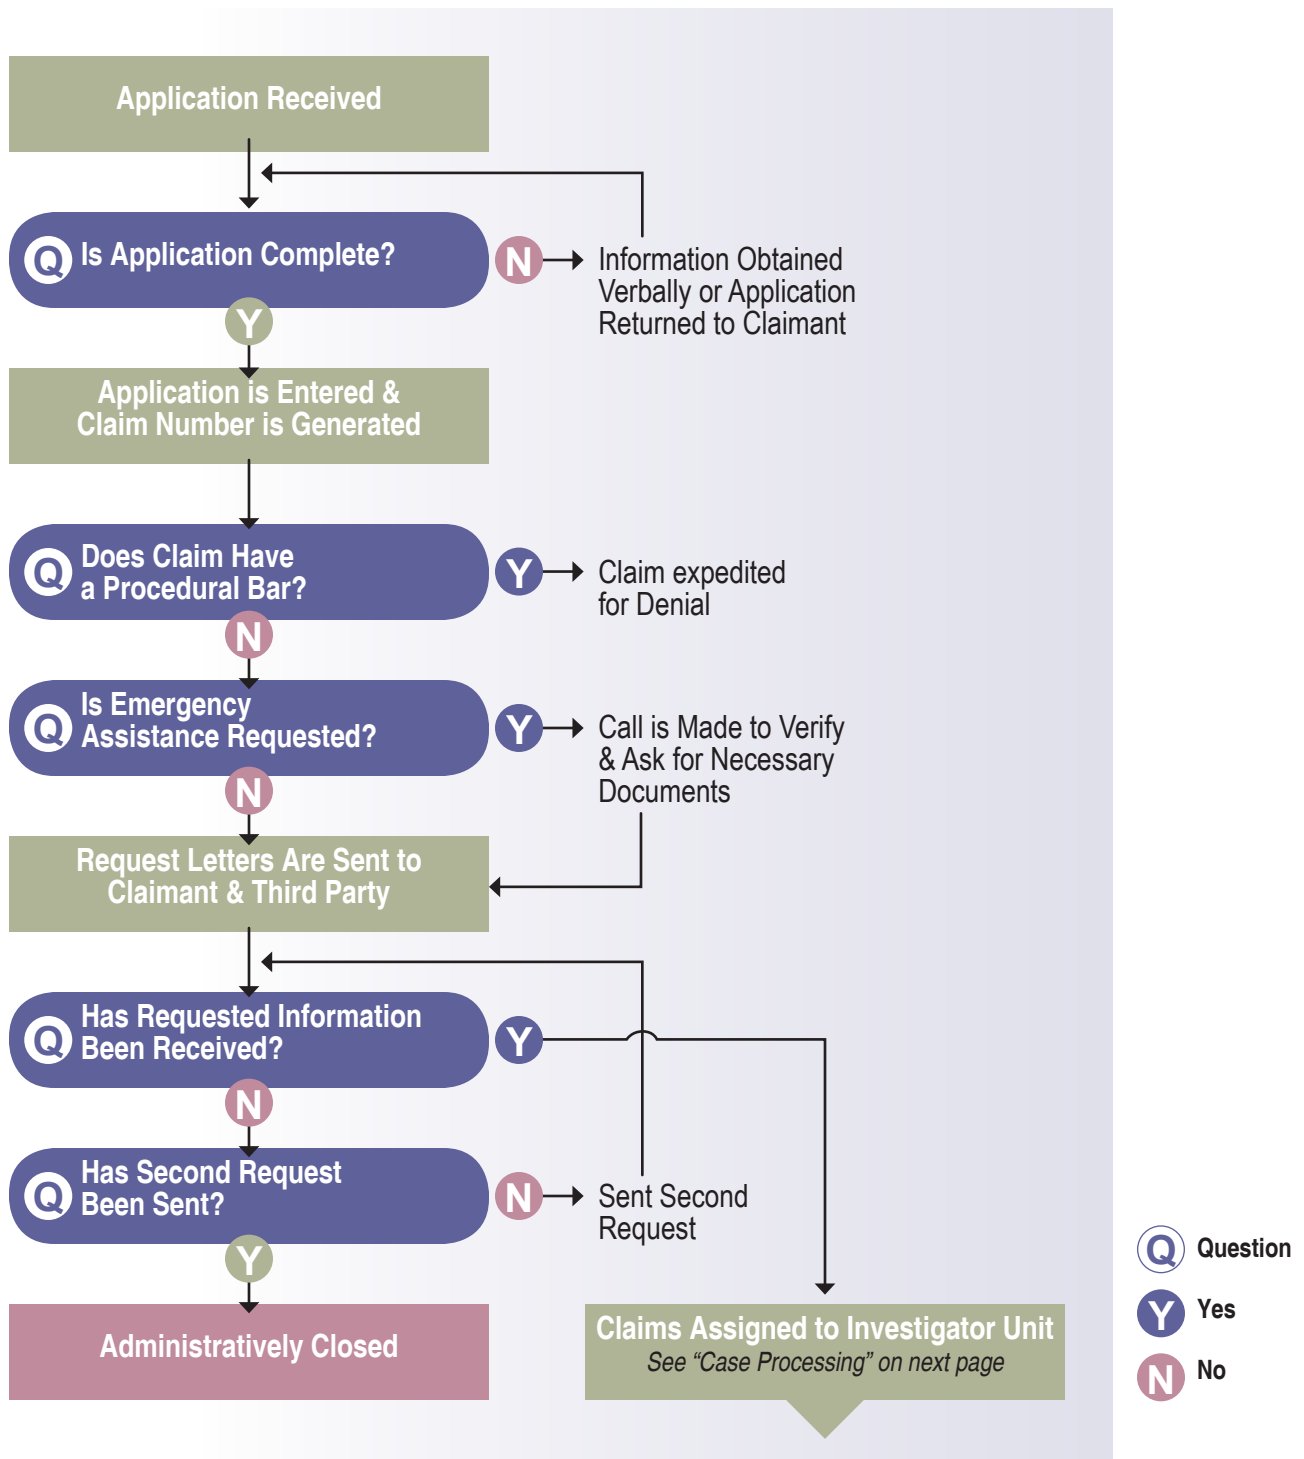 Application Received
Q Is Application Complete?
N
Information Obtained
Verbally or Application
Returned to Claimant
Y
Application is Entered &
Claim Number is Generated
Q Does Claim Have
a Procedural Bar?
Y
Claim expedited
for Denial
N
Q Is Emergency
Assistance Requested?
Y
Call is Made to Verify
& Ask for Necessary
Documents
N
Request Letters Are Sent to
Claimant & Third Party
Q Has Requested Information
Been Received?
Y
N
Q Has Second Request
Been Sent?
N
Sent Second
Request
Y
Administratively Closed
Claims Assigned to Investigator Unit
See “Case Processing” on next page
Q Question
Y Yes
N No